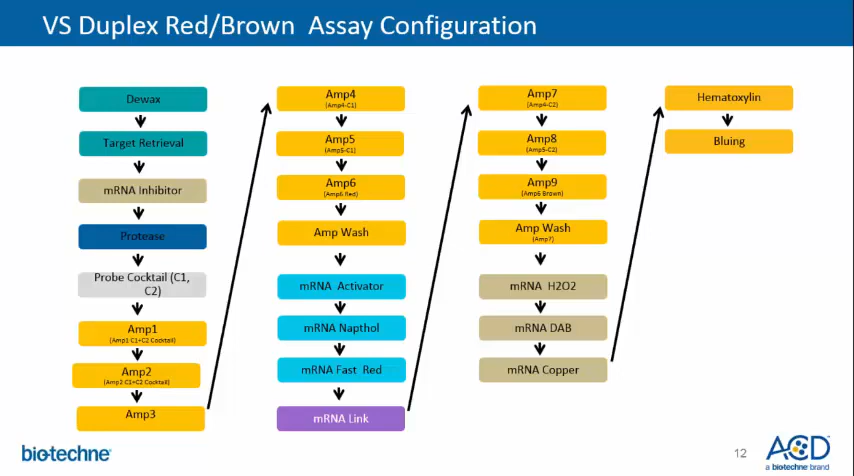 VS Duplex Red/Brown Assay Configuration
Dewax
Target Retrieval
mRNA Inhibitor
Protease
Probe Cocktail (C1,
C2)
Amp1
(Amp1 C1+C2 Cocktail)
Amp2
(Amp2 C1+C2 Cocktail)
Amp3
Amp4
(Amp4-C1)
Amp5
(Amp5-C1)
Amp6
(Amp6 Red)
Amp Wash
mRNA Activator
mRNA Napthol
mRNA Fast Red
mRNA Link
Amp7
(Amp4-C2)
Amp8
(Amp5-C2)
Amp9
(Amp6 Brown)
Amp Wash
(Amp7)
mRNA H2O2
mRNA DAB
mRNA Copper
Hematoxylin
Bluing
bio-techne
12
ACD
a biotechne brand